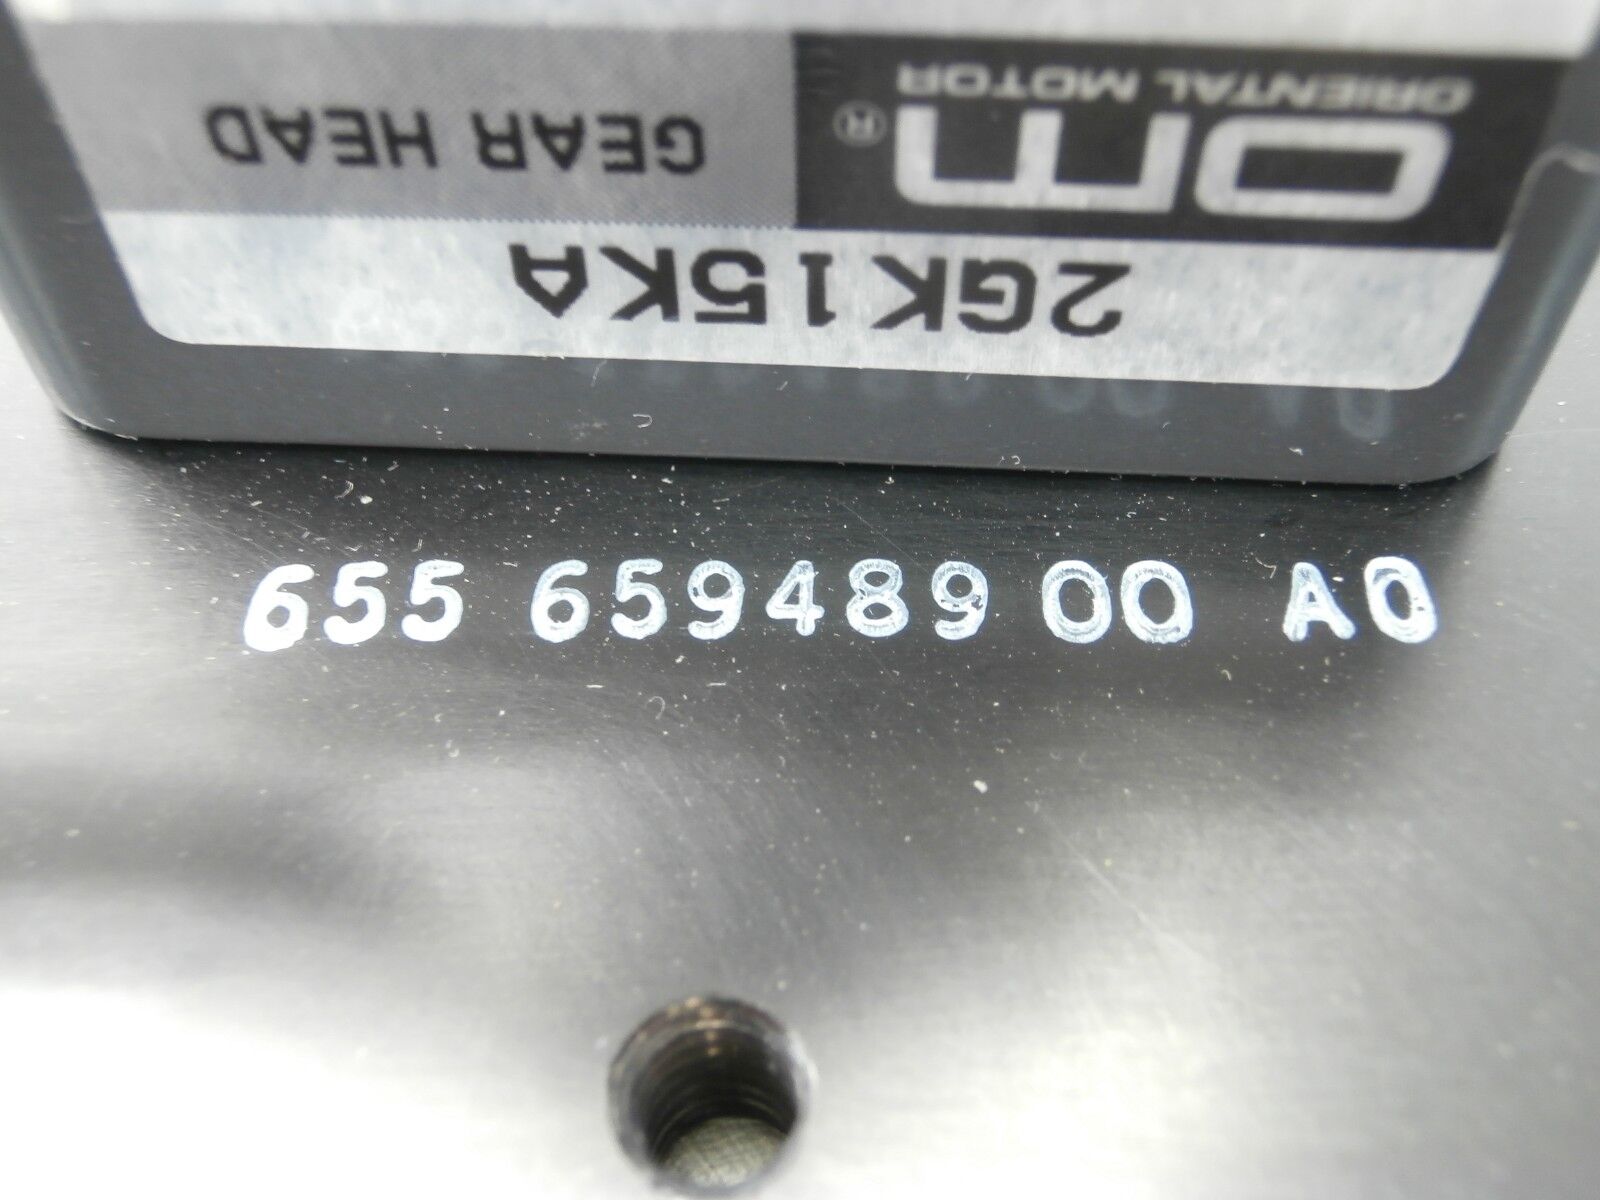 OM® ORIENTAL MOTOR
GEAR HEAD
2GK15KA
655 659489 00 A0